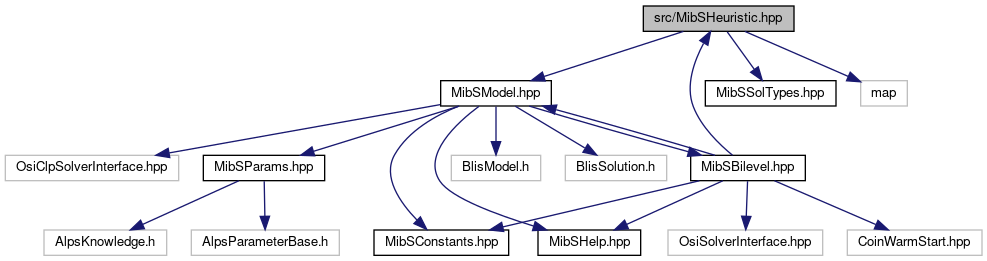 src/MibSHeuristic.hpp
MibSModel.hpp
MibSSolTypes.hpp
map
OsiClpSolverInterface.hpp
MibSParams.hpp
BlisModel.h
BlisSolution.h
MibSBilevel.hpp
AlpsKnowledge.h
AlpsParameterBase.h
MibSConstants.hpp
MibSHelp.hpp
OsiSolverInterface.hpp
CoinWarmStart.hpp